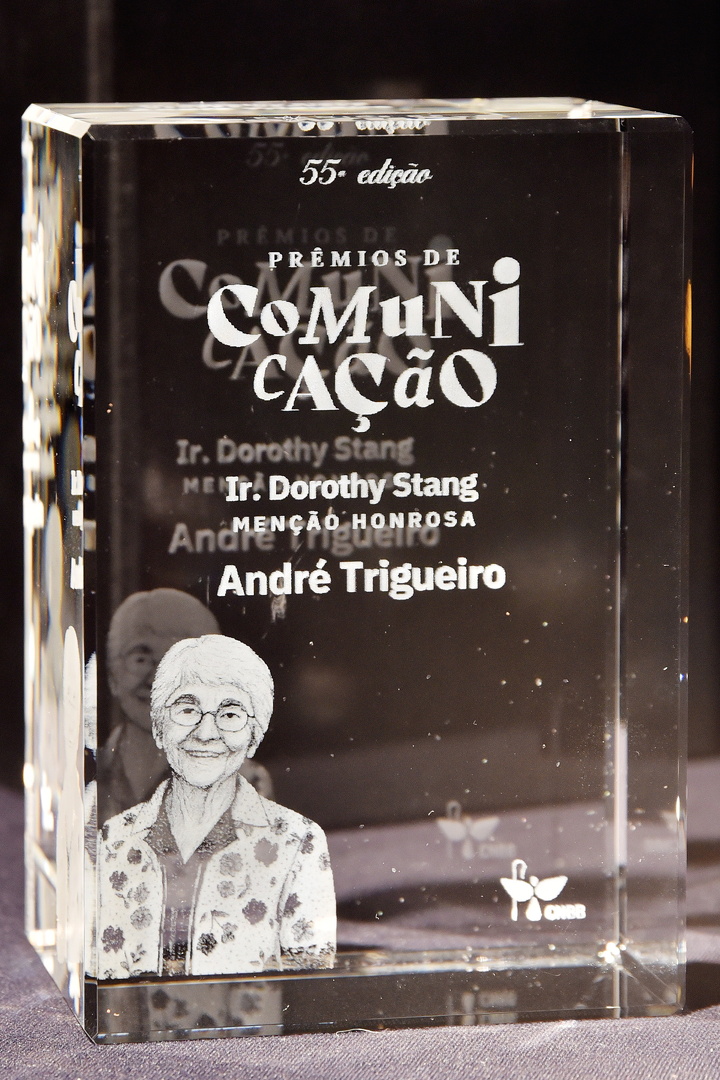 55ª edição
PRÊMIOS DE
CoMuNi
CAÇãO
Ir. Dorothy Stang
MENÇÃO HONROSA
André Trigueiro
CNBB